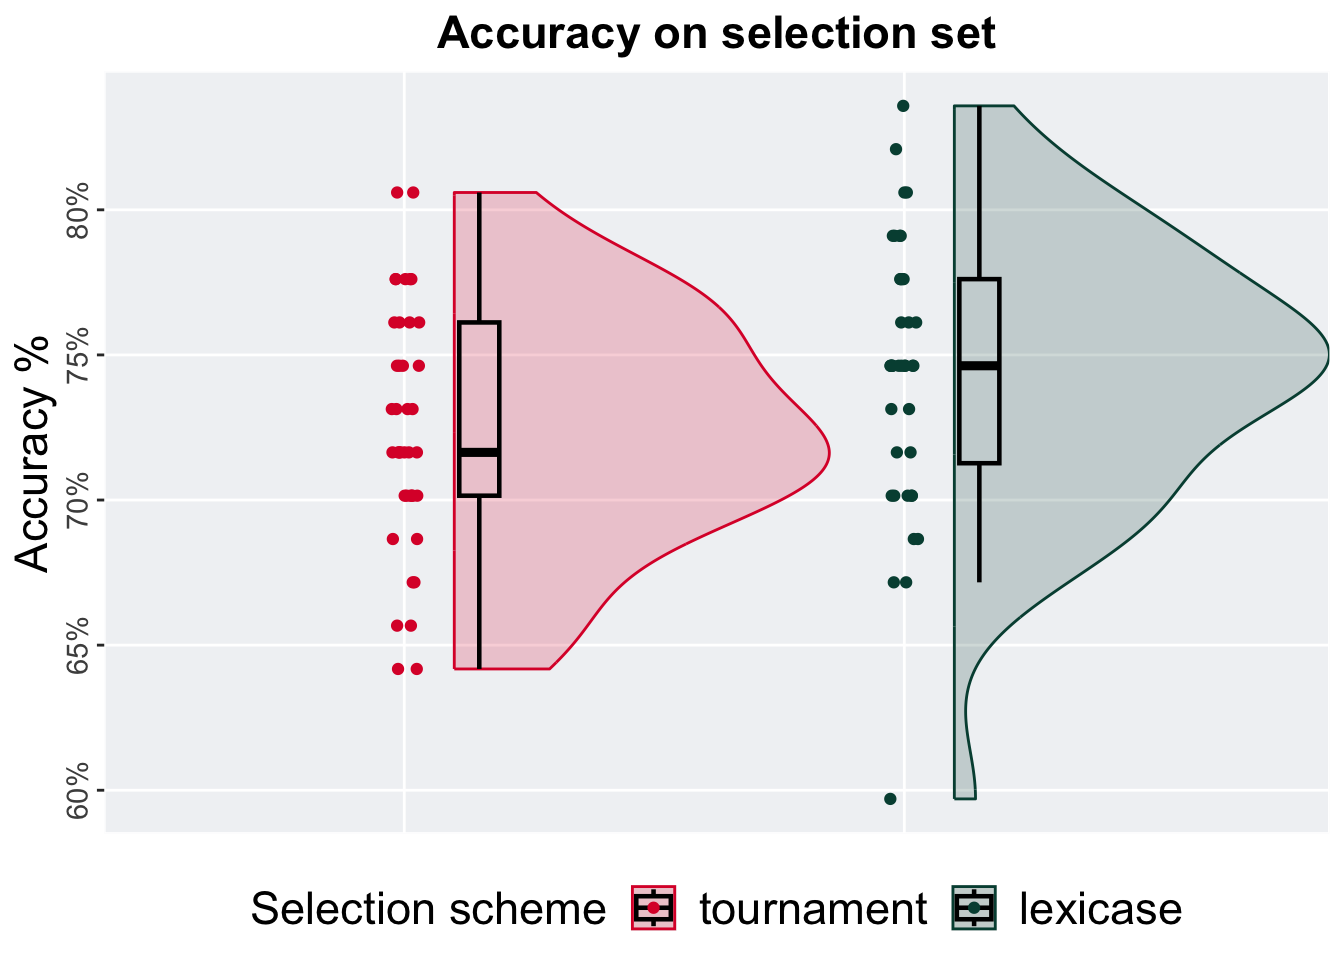 Accuracy on selection set
Accuracy %
80%
75%
70%
65%
60%
Selection scheme tournament lexicase